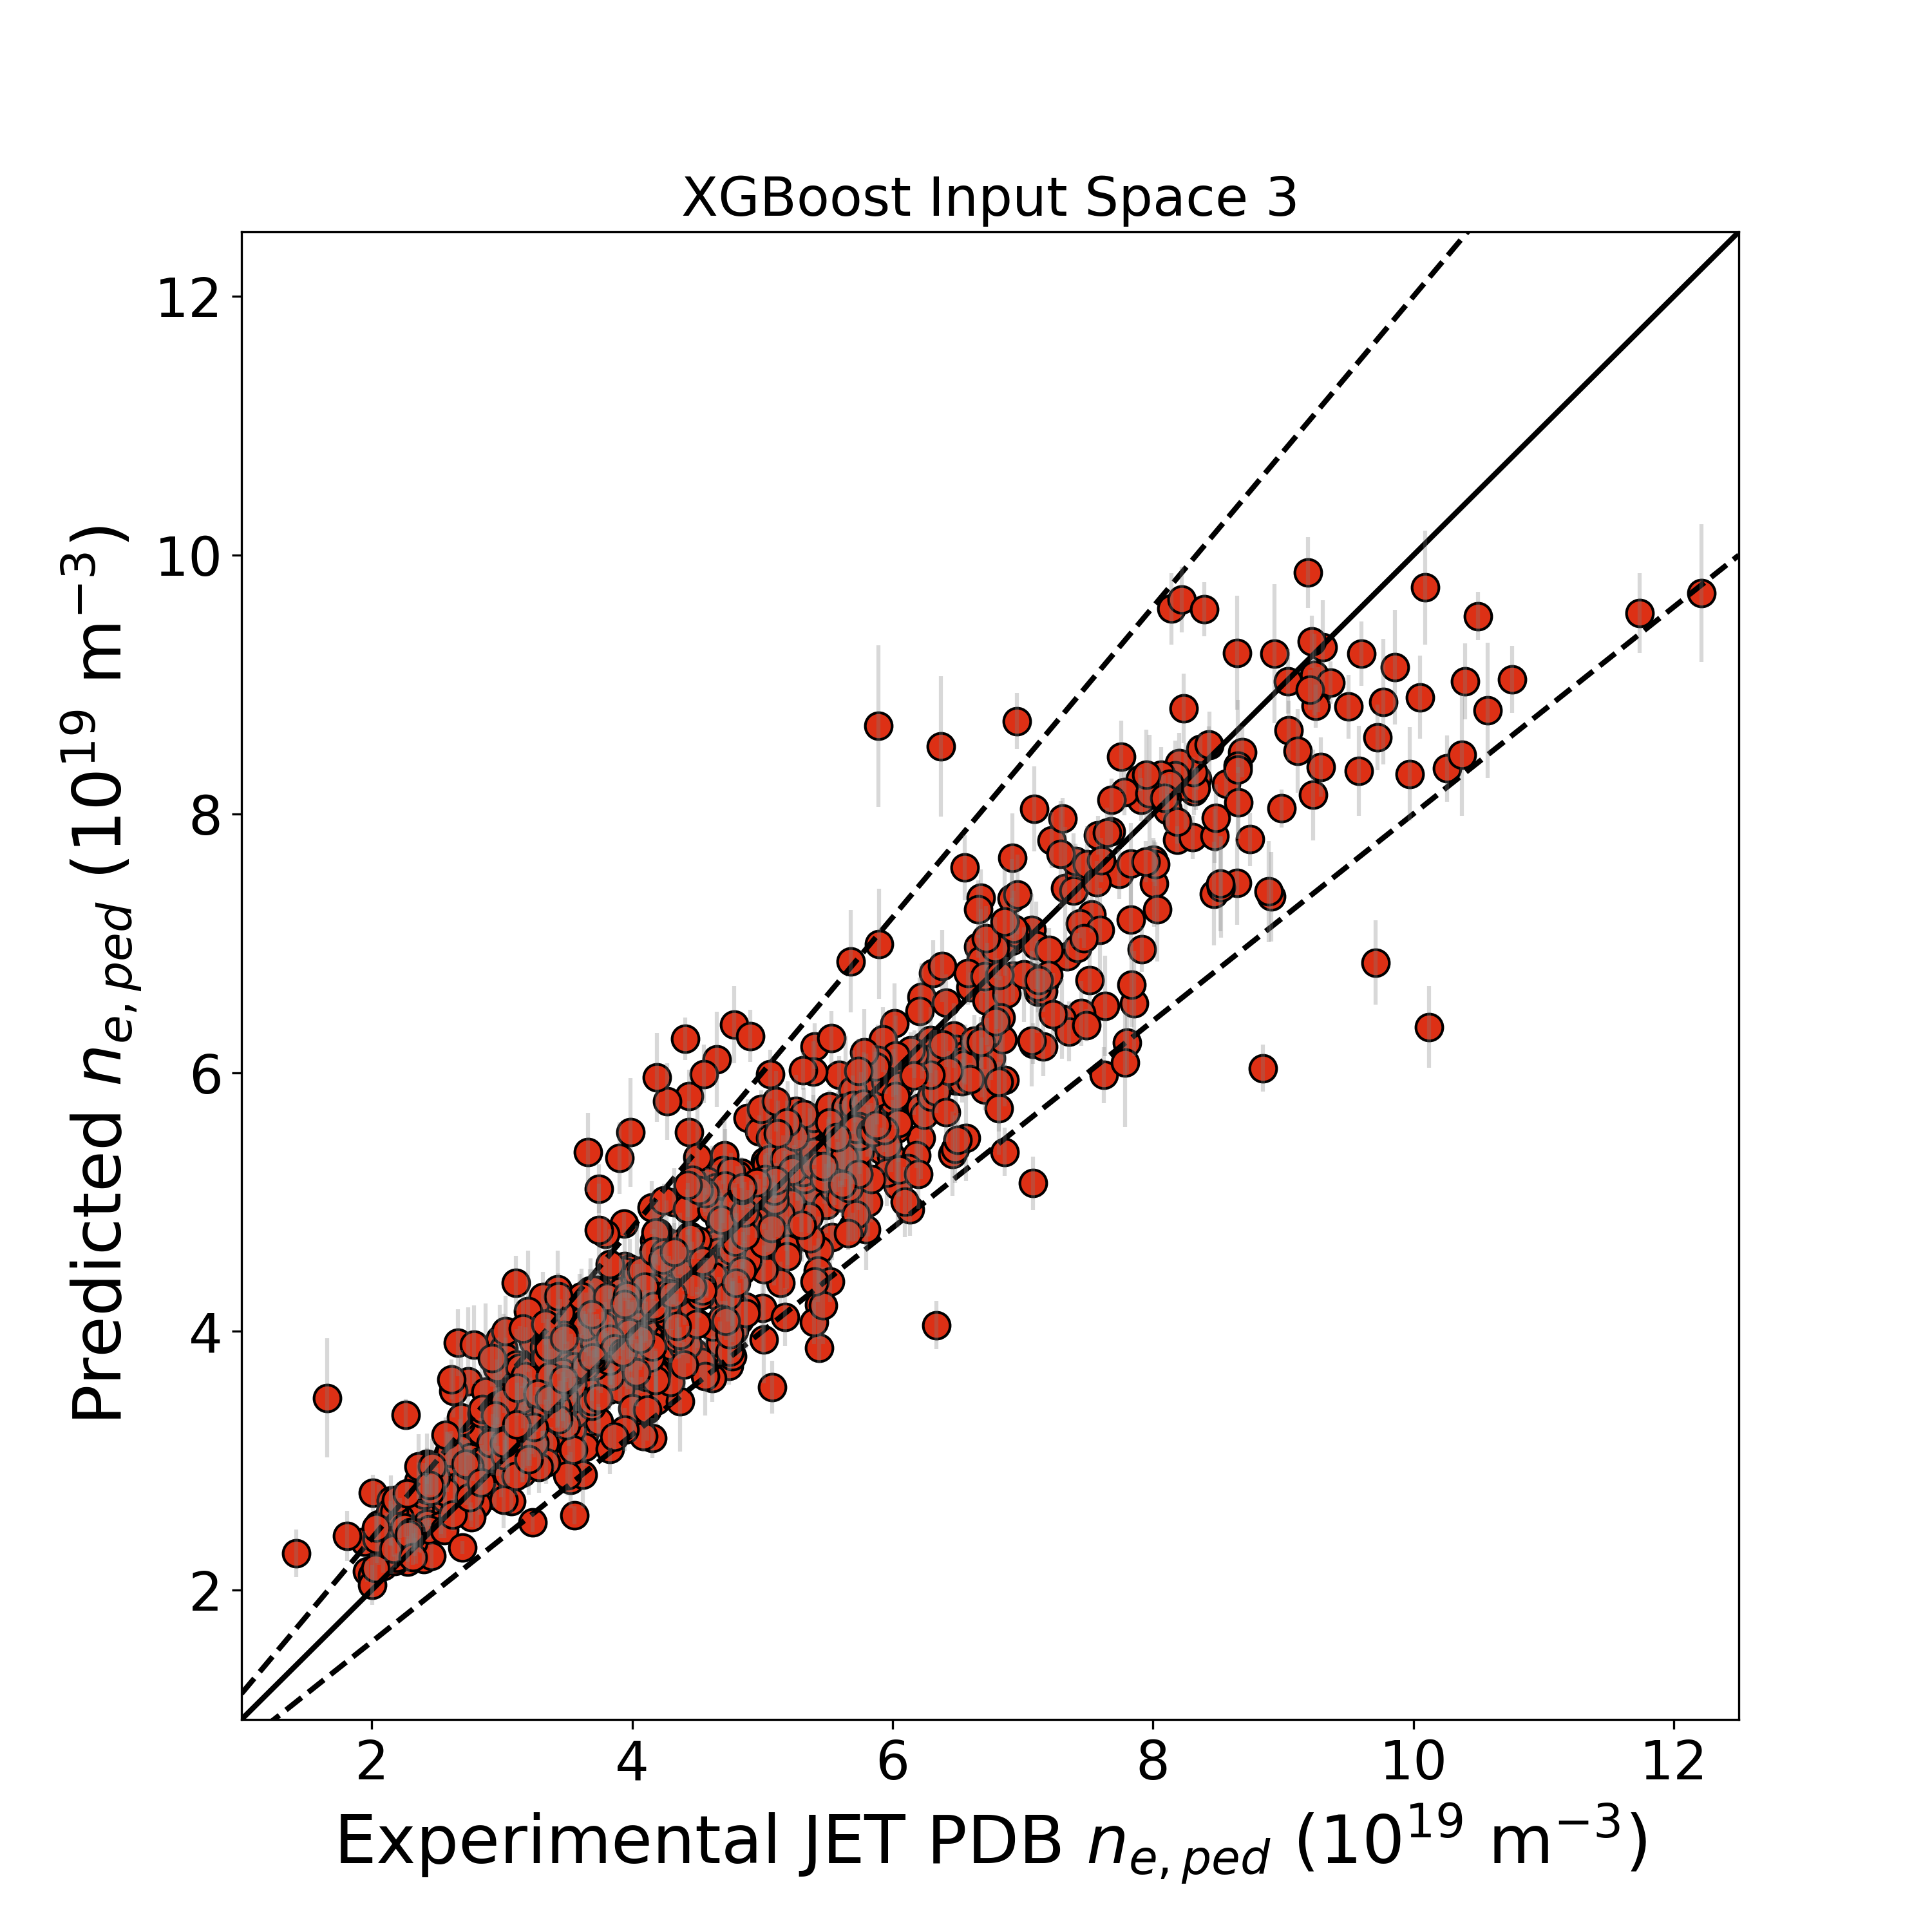 XGBoost Input Space 3
12
10
8
6
4
2
Predicted n_{e,ped} (10^{19} m^{-3})
2 4 6 8 10 12
Experimental JET PDB n_{e,ped} (10^{19} m^{-3})